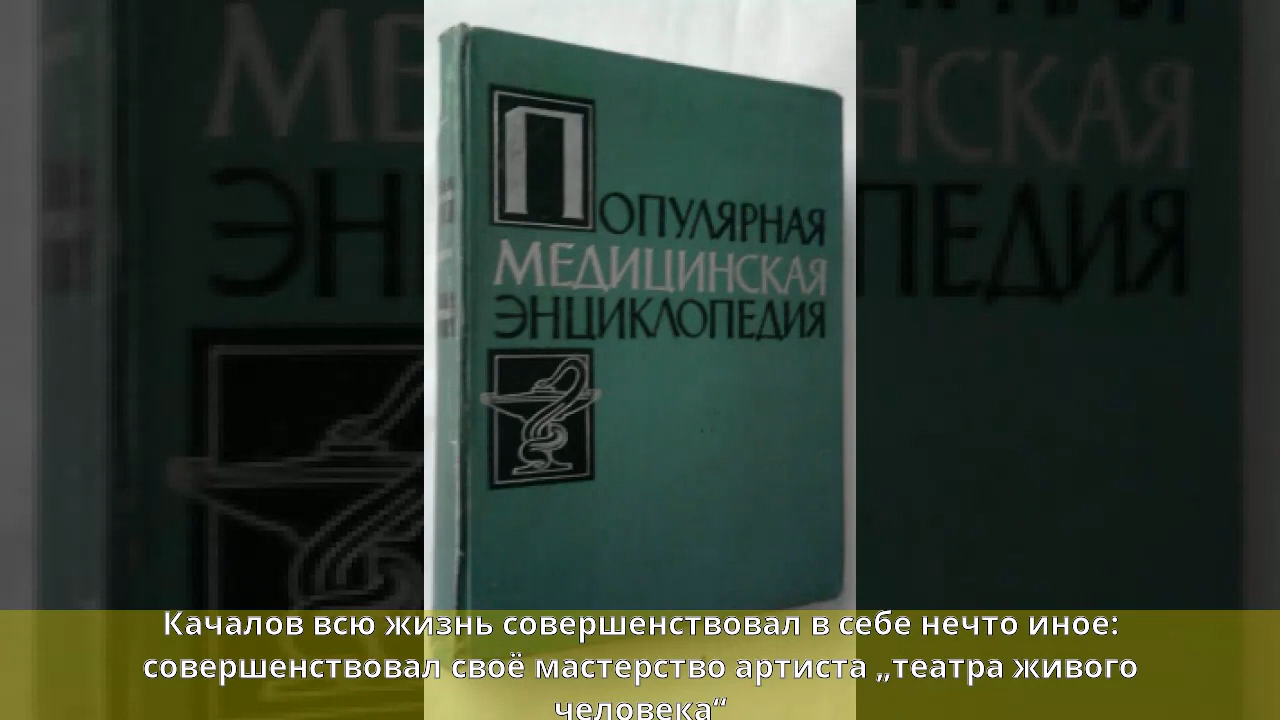 ПОПУЛЯРНАЯ
МЕДИЦИНСКАЯ
ЭНЦИКЛОПЕДИЯ
Качалов всю жизнь совершенствовал в себе нечто иное:
совершенствовал своё мастерство артиста „театра живого
человека“